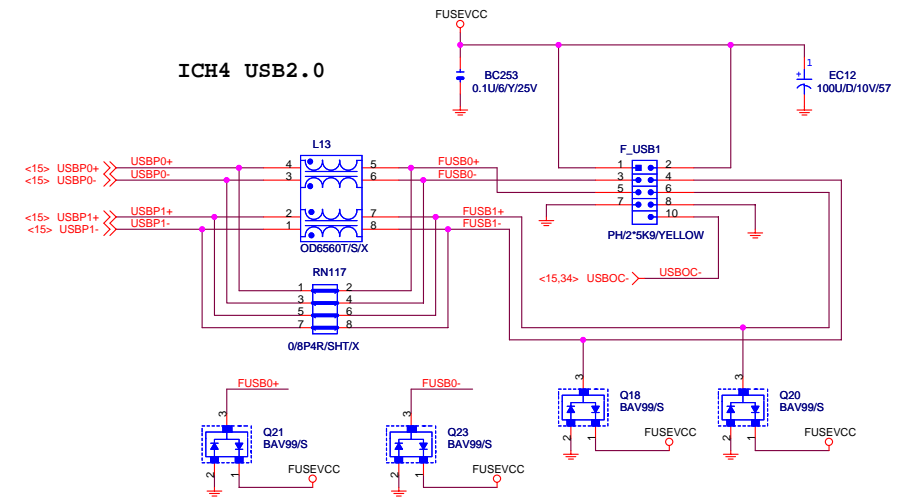 FUSEVCC
ICH4 USB2.0
BC253
0.1U/6/Y/25V
1
+
EC12
100U/D/10V/57
L13
F_USB1
<15> USBP0+ USBP0+ 4 5 FUSB0+ 1 2
<15> USBP0- USBP0- 3 6 FUSB0- 3 4
5 6
7 8
<15> USBP1+ USBP1+ 2 7 FUSB1+ 10
<15> USBP1- USBP1- 1 8 FUSB1-
OD6560T/S/X
PH/2*5K9/YELLOW
RN117
<15,34> USBOC- USBOC-
1 2
3 4
5 6
7 8
0/8P4R/SHT/X
FUSB0+
3
Q21
BAV99/S
2 1
FUSEVCC
FUSB0-
3
Q23
BAV99/S
2 1
FUSEVCC
3
Q18
BAV99/S
2 1
FUSEVCC
3
Q20
BAV99/S
2 1
FUSEVCC